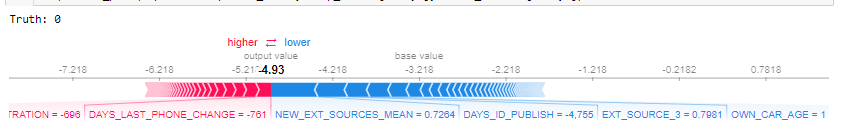 Truth: 0
higher ⇄ lower
output value base value
-7.218 -6.218 -5.218 -4.93 -4.218 -3.218 -2.218 -1.218 -0.2182 0.7818
TRATION = -696 DAYS_LAST_PHONE_CHANGE = -761 NEW_EXT_SOURCES_MEAN = 0.7264 DAYS_ID_PUBLISH = -4,755 EXT_SOURCE_3 = 0.7981 OWN_CAR_AGE = 1